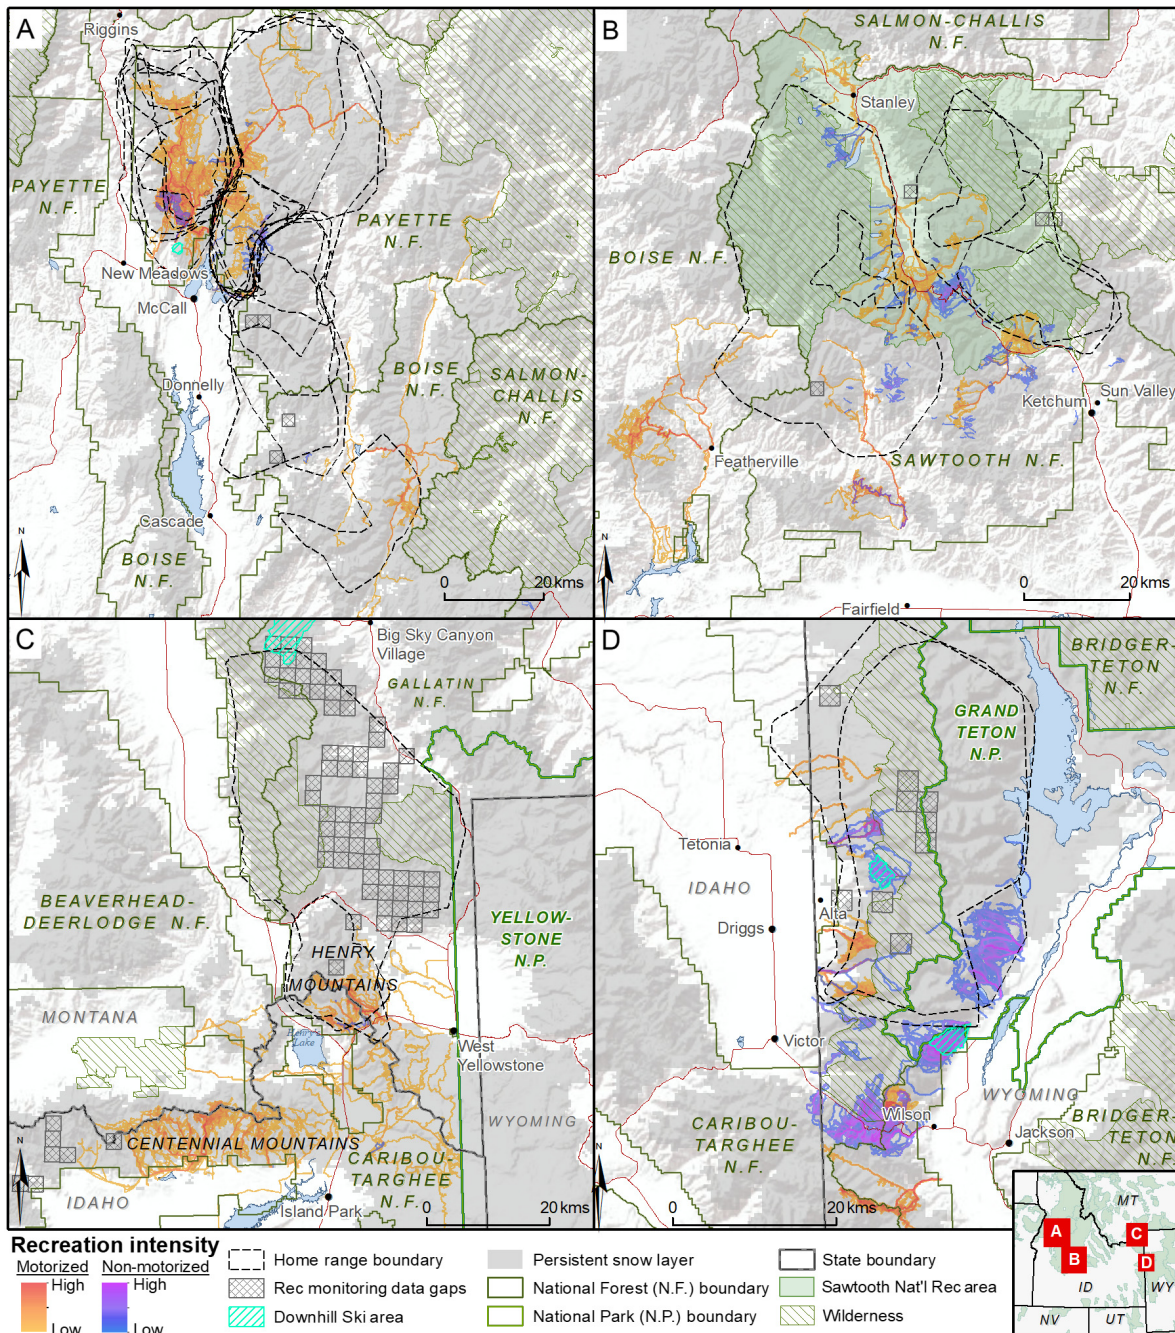 A
Riggins
PAYETTE
N.F.
PAYETTE
N.F.
New Meadows
McCall
Donnelly
BOISE
N.F.
SALMON-
CHALLIS
N.F.
Cascade
BOISE
N.F.
N
0
20 kms
B
SALMON-CHALLIS
N.F.
Stanley
BOISE N.F.
Sun Valley
Ketchum
Featherville
SAWTOOTH N.F.
N
0
20 kms
Fairfield
C
Big Sky Canyon
Village
GALLATIN
N.F.
BEAVERHEAD-
DEERLODGE N.F.
YELLOW-
STONE
N.P.
HENRY
MOUNTAINS
MONTANA
Henry's
Lake
West
Yellowstone
WYOMING
CENTENNIAL MOUNTAINS
CARIBOU-
TARGHEE
N.F.
IDAHO
Island Park
N
0
20 kms
D
BRIDGER-
TETON
N.F.
GRAND
TETON
N.P.
Tetonia
IDAHO
Alta
Driggs
Victor
WYOMING
Wilson
CARIBOU-
TARGHEE
N.F.
Jackson
BRIDGER-
TETON
N.F.
N
0
20 kms
MT
A
B
C
D
ID
WY
NV
UT
Recreation intensity
Motorized
Non-motorized
High
High
Low
Low
Home range boundary
Rec monitoring data gaps
Downhill Ski area
Persistent snow layer
National Forest (N.F.) boundary
National Park (N.P.) boundary
State boundary
Sawtooth Nat'l Rec area
Wilderness